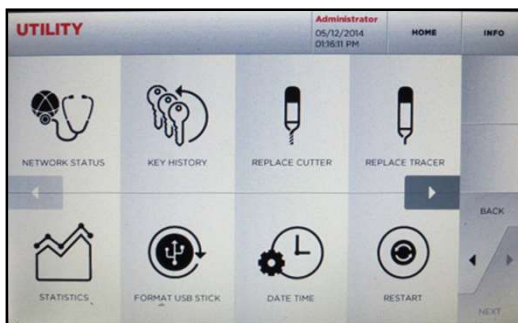 UTILITY
Administrator
05/12/2014
01:16:11 PM
HOME
INFO
NETWORK STATUS
KEY HISTORY
REPLACE CUTTER
REPLACE TRACER
BACK
STATISTICS
FORMAT USB STICK
DATE TIME
RESTART
NEXT